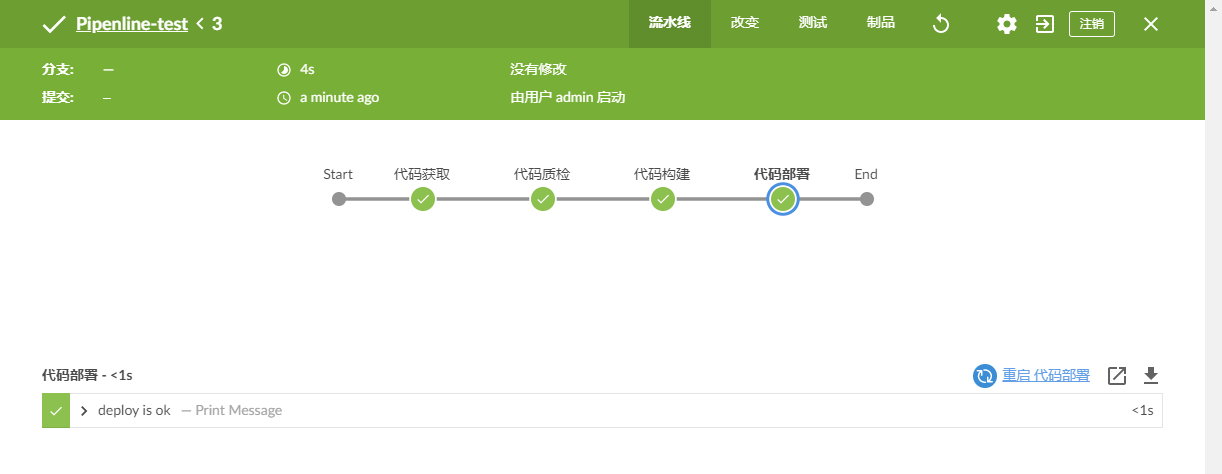 Pipenline-test < 3 流水线 改变 测试 制品 注销
分支: — 4s 没有修改
提交: – a minute ago 由用户 admin 启动
Start 代码获取 代码质检 代码构建 代码部署 End
代码部署 - <1s 重启 代码部署
deploy is ok — Print Message <1s